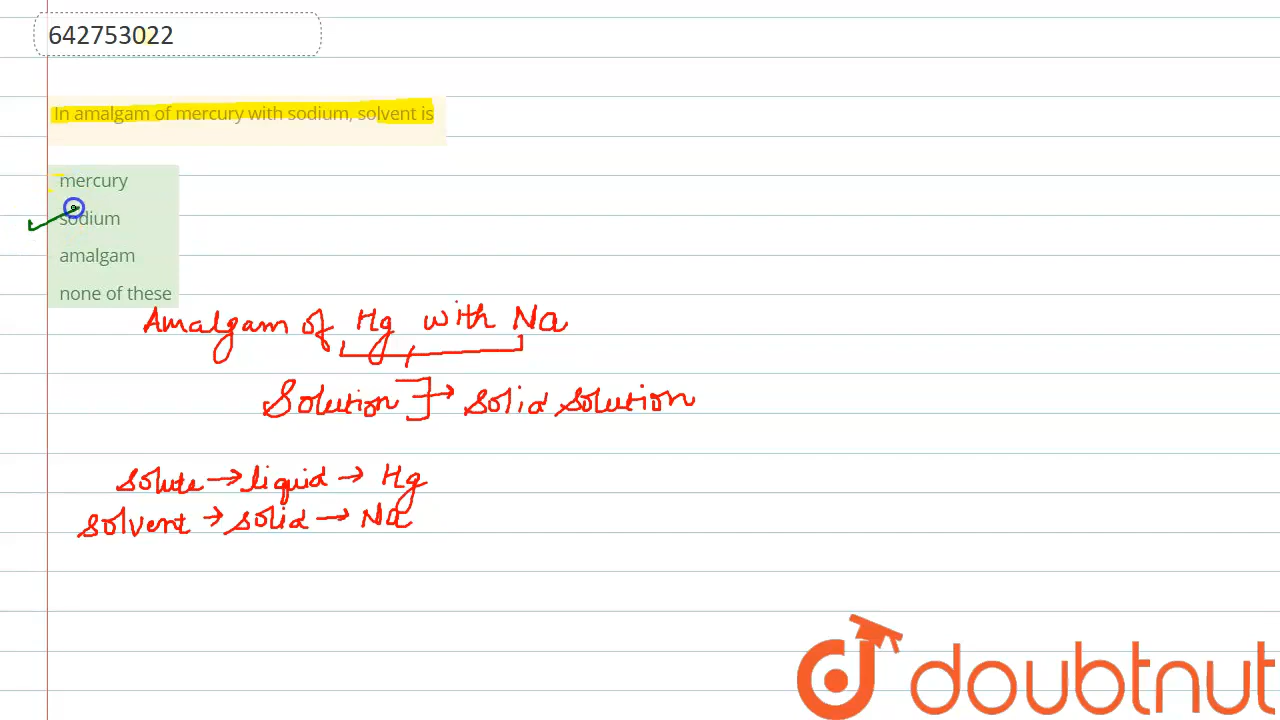 642753022
In amalgam of mercury with sodium, solvent is
mercury
sodium
amalgam
none of these
Amalgam of Hg with Na
Solution → solid solution
solute → liquid → Hg
solvent → solid → Na
doubtnut